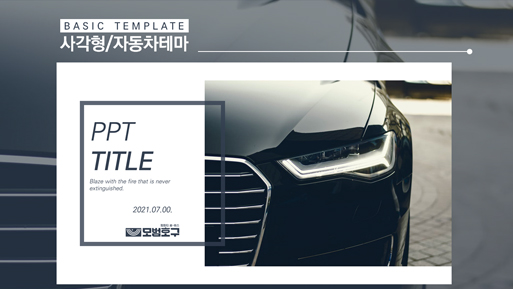 BASIC TEMPLATE
사각형/자동차테마
PPT
TITLE
Blaze with the fire that is never
extinguished.
2021.07.00.
모범호구